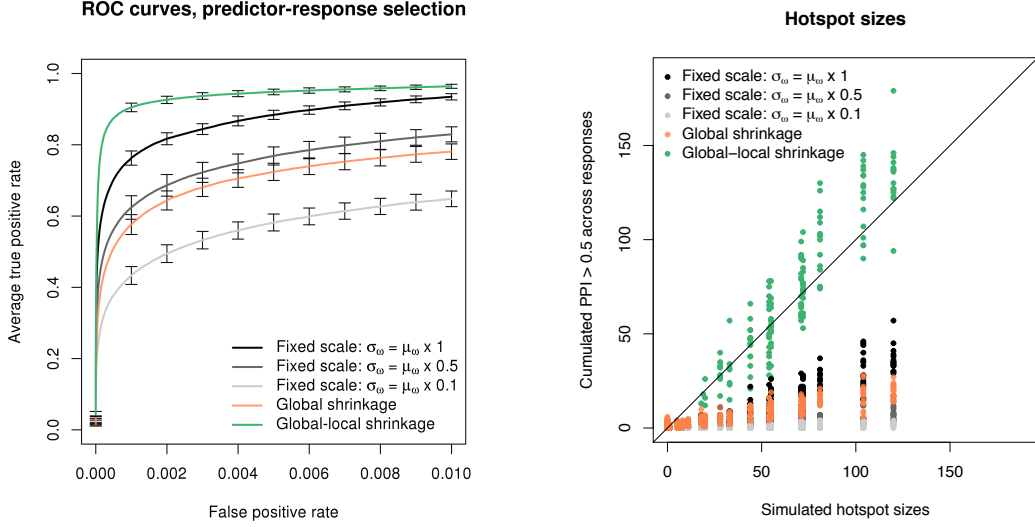 ROC curves, predictor-response selection
Average true positive rate
1.0
0.8
0.6
0.4
0.2
0.0
Fixed scale: σω = μω x 1
Fixed scale: σω = μω x 0.5
Fixed scale: σω = μω x 0.1
Global shrinkage
Global-local shrinkage
0.000 0.002 0.004 0.006 0.008 0.010
False positive rate
Hotspot sizes
Cumulated PPI > 0.5 across responses
Fixed scale: σω = μω x 1
Fixed scale: σω = μω x 0.5
Fixed scale: σω = μω x 0.1
Global shrinkage
Global−local shrinkage
150
100
50
0
0 50 100 150
Simulated hotspot sizes